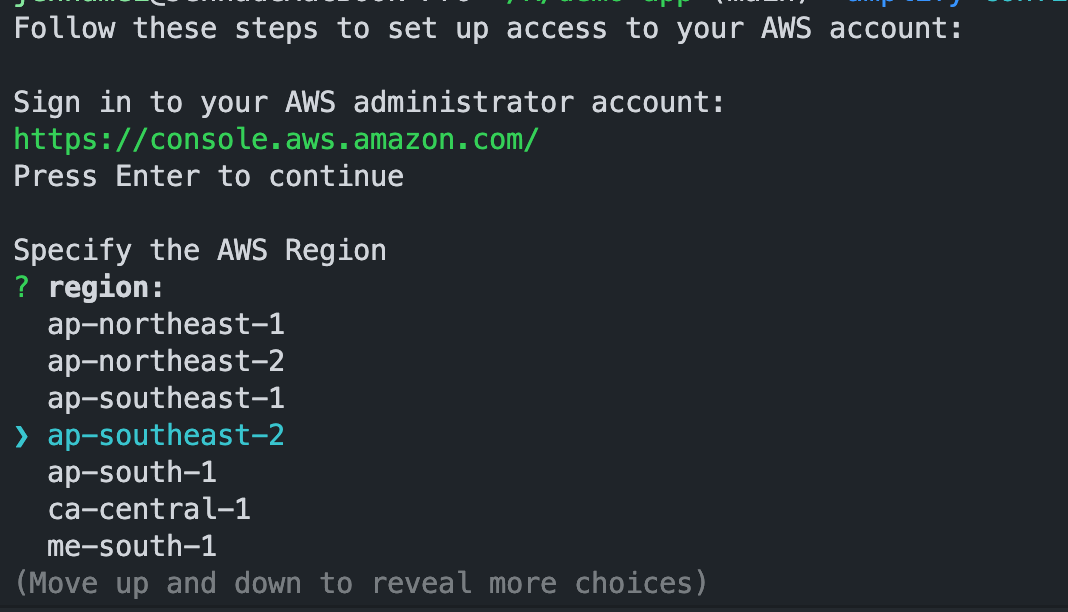 Follow these steps to set up access to your AWS account:
Sign in to your AWS administrator account:
https://console.aws.amazon.com/
Press Enter to continue
Specify the AWS Region
? region:
ap-northeast-1
ap-northeast-2
ap-southeast-1
❯ ap-southeast-2
ap-south-1
ca-central-1
me-south-1
(Move up and down to reveal more choices)